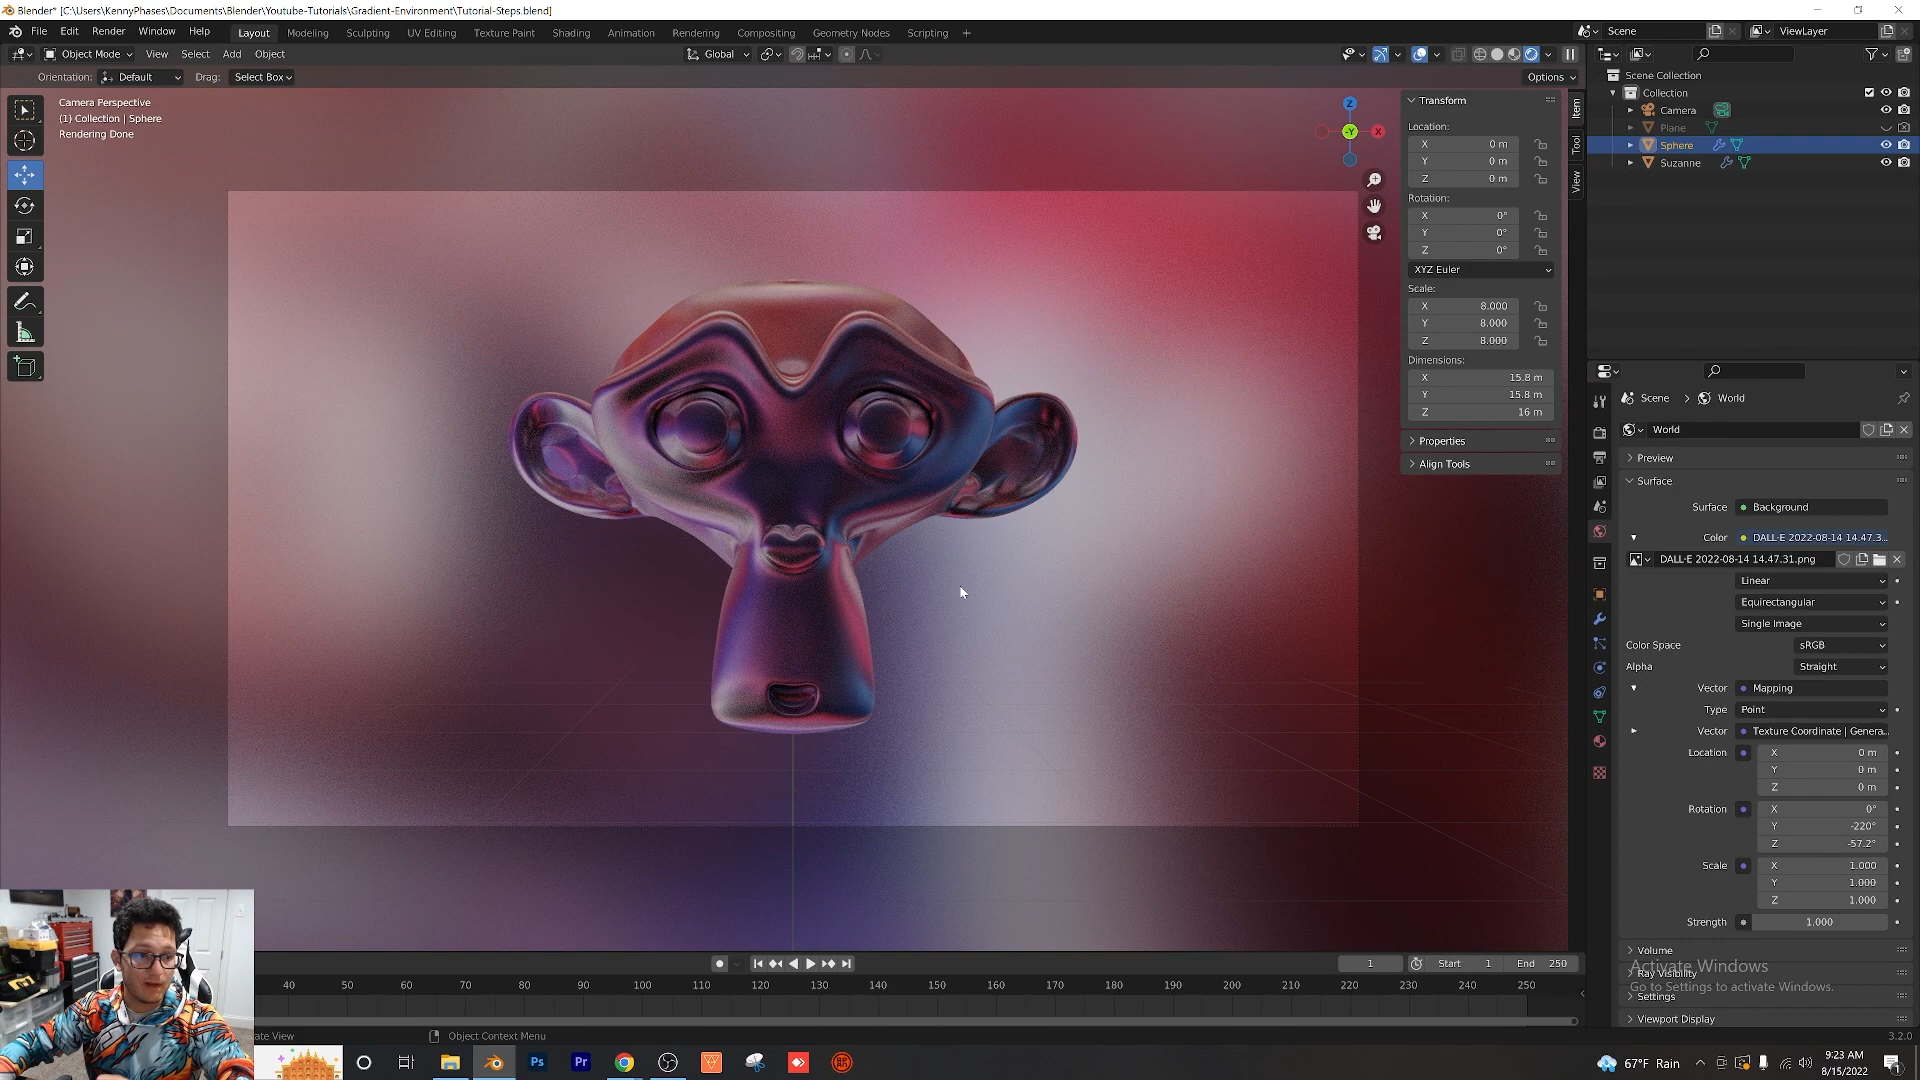 Blender* [C:\Users\KennyPhases\Documents\Blender\Youtube-Tutorials\Gradient-Environment\Tutorial-Steps.blend]
File Edit Render Window Help Layout Modeling Sculpting UV Editing Texture Paint Shading Animation Rendering Compositing Geometry Nodes Scripting + Scene ViewLayer
Object Mode View Select Add Object Global
Orientation: Default Drag: Select Box Options
Camera Perspective
(1) Collection | Sphere
Rendering Done
Z
-Y
X
Transform
Location:
X 0 m
Y 0 m
Z 0 m
Rotation:
X 0°
Y 0°
Z 0°
XYZ Euler
Scale:
X 8.000
Y 8.000
Z 8.000
Dimensions:
X 15.8 m
Y 15.8 m
Z 16 m
Properties
Align Tools
Item
Tool
View
Scene Collection
Collection
Camera
Plane
Sphere
Suzanne
Scene > World
World
Preview
Surface
Surface Background
Color DALL·E 2022-08-14 14.47.3...
DALL·E 2022-08-14 14.47.31.png
Linear
Equirectangular
Single Image
Color Space sRGB
Alpha Straight
Vector Mapping
Type Point
Vector Texture Coordinate | Genera...
Location X 0 m
Y 0 m
Z 0 m
Rotation X 0°
Y -220°
Z -57.2°
Scale X 1.000
Y 1.000
Z 1.000
Strength 1.000
Volume
Ray Visibility
Settings
Viewport Display
Activate Windows
Go to Settings to activate Windows.
1 Start 1 End 250
40 50 60 70 80 90 100 110 120 130 140 150 160 170 180 190 200 210 220 230 240 250
ate View Object Context Menu 3.2.0
Ps Pr 67°F Rain 9:23 AM
8/15/2022
1